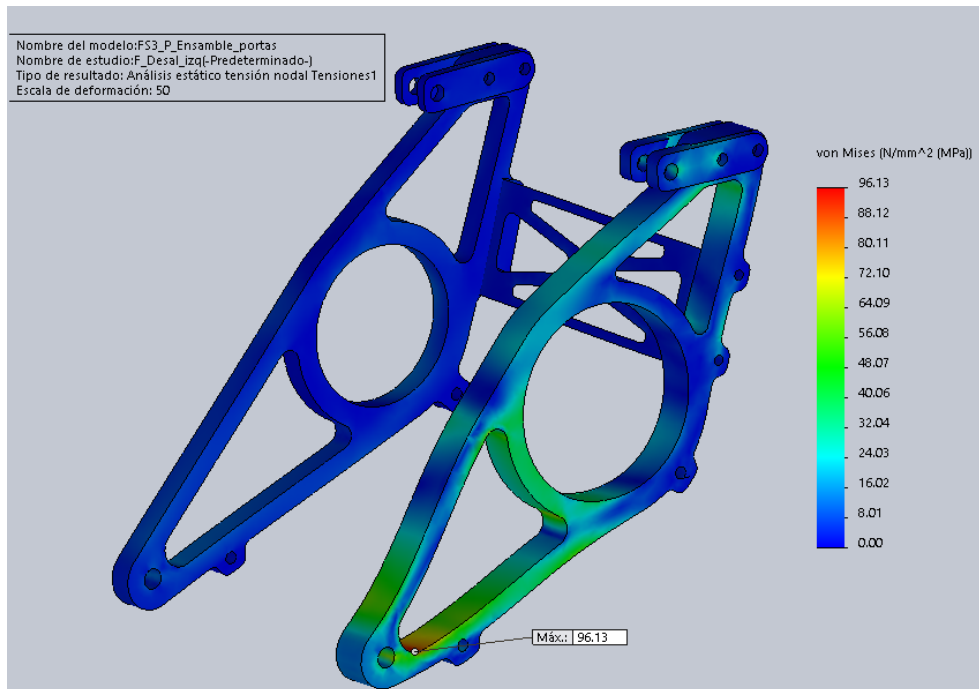 Nombre del modelo:FS3_P_Ensamble_portas
Nombre de estudio:F_Desal_izq(-Predeterminado-)
Tipo de resultado: Análisis estático tensión nodal Tensiones1
Escala de deformación: 50
von Mises (N/mm^2 (MPa))
96.13
88.12
80.11
72.10
64.09
56.08
48.07
40.06
32.04
24.03
16.02
8.01
0.00
Máx.: 96.13